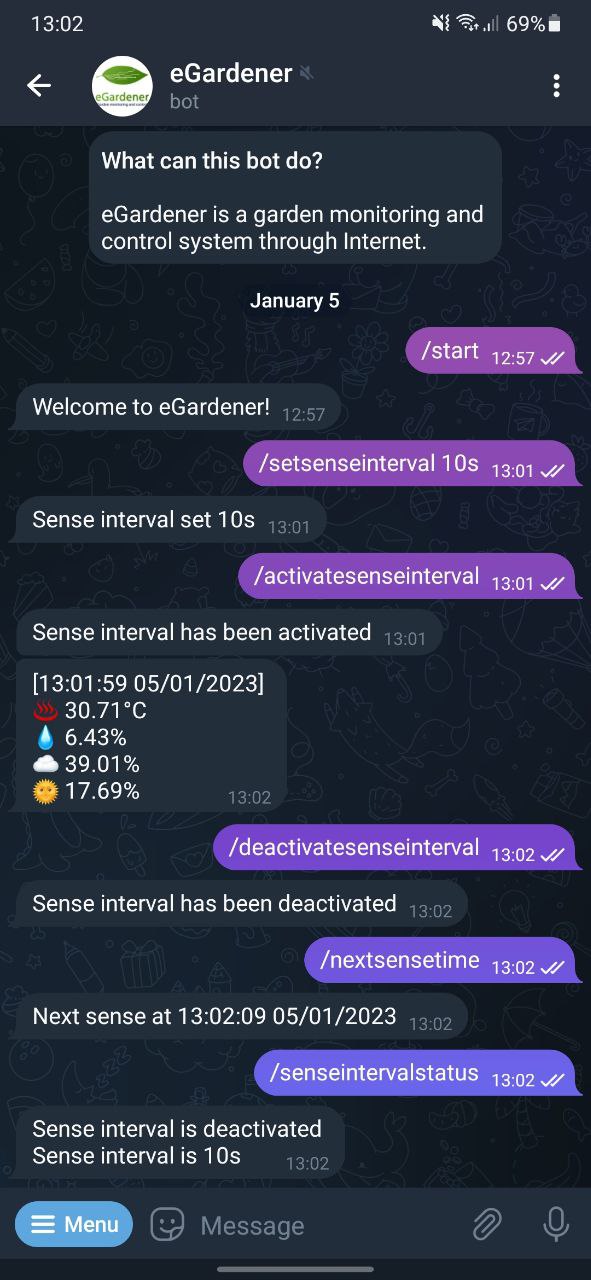 13:02
69%
eGardener
eGardener
bot
What can this bot do?
eGardener is a garden monitoring and
control system through Internet.
January 5
/start 12:57
Welcome to eGardener! 12:57
/setsenseinterval 10s 13:01
Sense interval set 10s 13:01
/activatesenseinterval 13:01
Sense interval has been activated 13:01
[13:01:59 05/01/2023]
♨️ 30.71°C
💧 6.43%
☁️ 39.01%
🌞 17.69% 13:02
/deactivatesenseinterval 13:02
Sense interval has been deactivated 13:02
/nextsensetime 13:02
Next sense at 13:02:09 05/01/2023 13:02
/senseintervalstatus 13:02
Sense interval is deactivated
Sense interval is 10s 13:02
Menu
Message